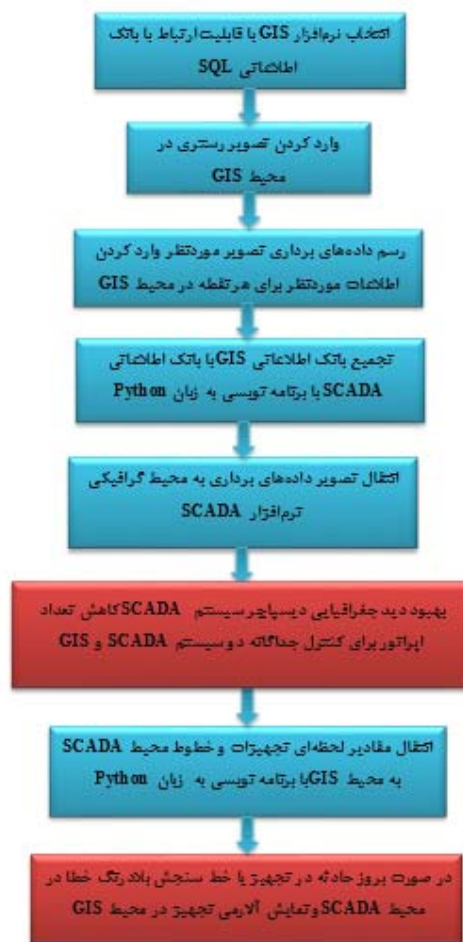 انتخاب نرم‌افزار GIS با قابلیت ارتباط با بانک
اطلاعاتی SQL
وارد کردن تصویر رستری در
محیط GIS
رسم داده‌های برداری تصویر موردنظر وارد کردن
اطلاعات موردنظر برای هر نقطه در محیط GIS
تجمیع بانک اطلاعاتی GIS با بانک اطلاعاتی
SCADA با برنامه نویسی به زبان Python
انتقال تصویر داده‌های برداری به محیط گرافیکی
نرم‌افزار SCADA
بهبود دید جغرافیایی دیسپاچر سیستم SCADA کاهش تعداد
اپراتور برای کنترل جداگانه دو سیستم SCADA و GIS
انتقال مقادیر لحظه‌ای تجهیزات و خطوط محیط SCADA
به محیط GIS با برنامه نویسی به زبان Python
در صورت بروز حادثه در تجهیز یا خط سنجش بلادرنگ خطا در
محیط SCADA و نمایش آلارمی تجهیز در محیط GIS